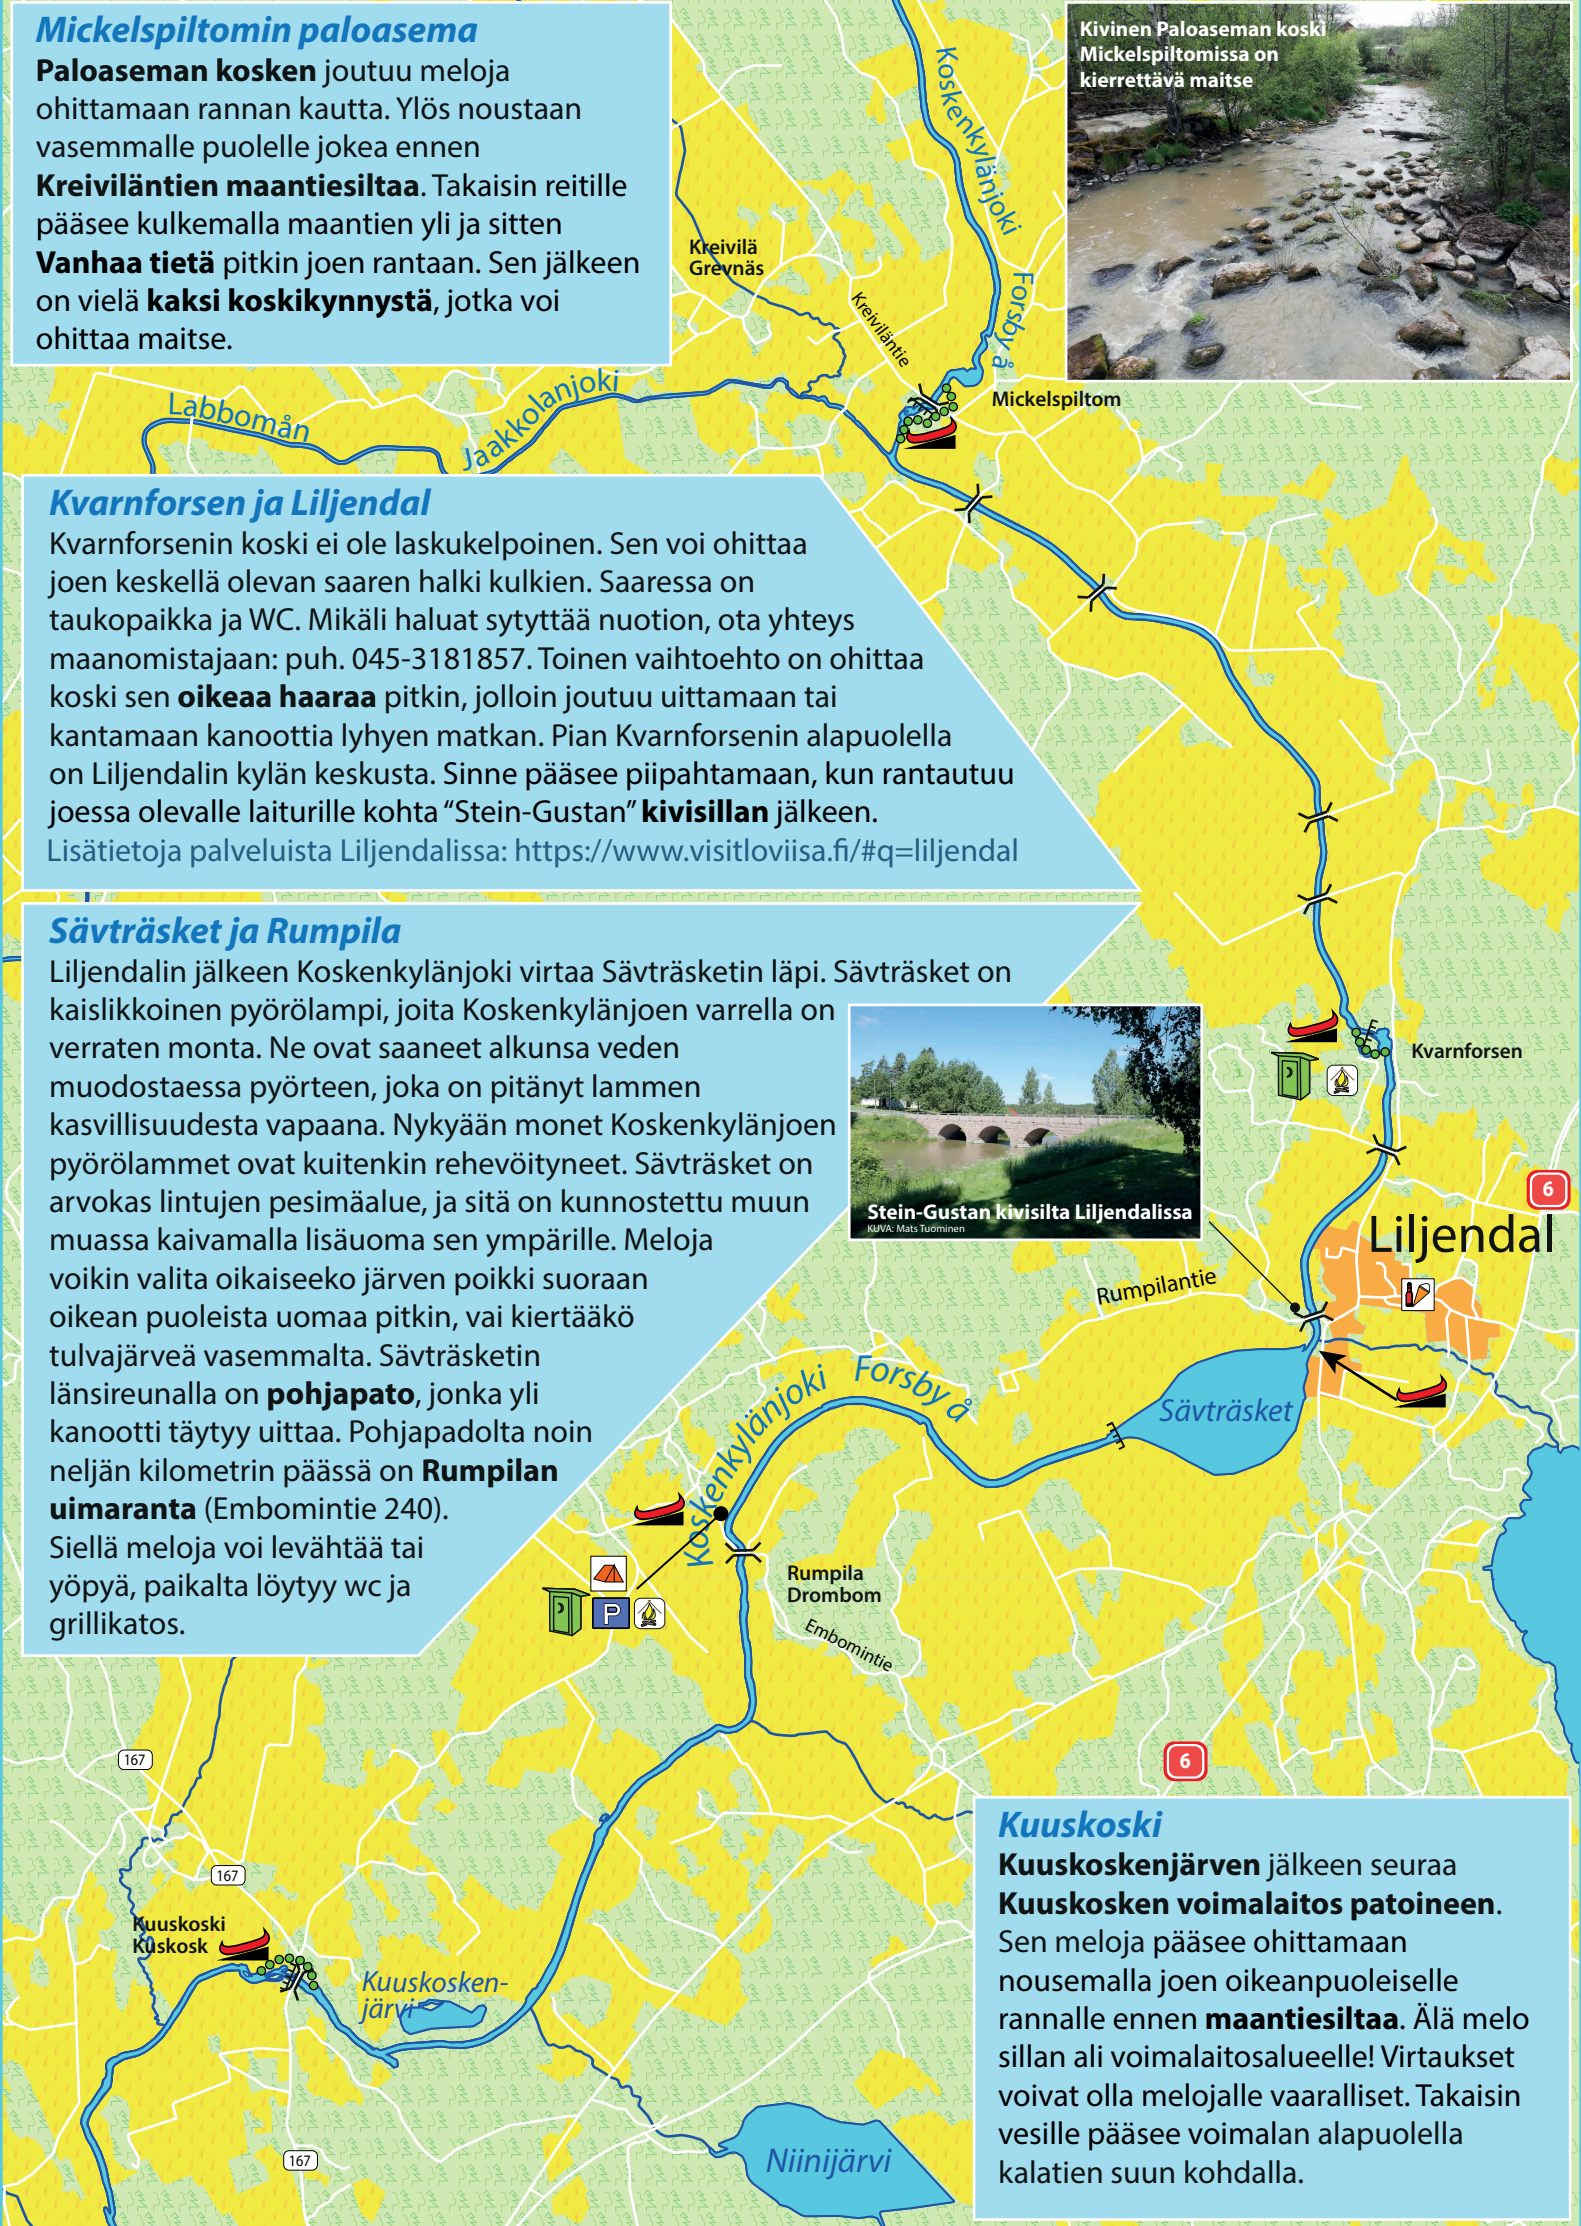 Mickelspiltomin paloasema
Paloaseman kosken joutuu meloja
ohittamaan rannan kautta. Ylös noustaan
vasemmalle puolelle jokea ennen
Kreiviläntien maantiesiltaa. Takaisin reitille
pääsee kulkemalla maantien yli ja sitten
Vanhaa tietä pitkin joen rantaan. Sen jälkeen
on vielä kaksi koskikynnystä, jotka voi
ohittaa maitse.
Kivinen Paloaseman koski
Mickelspiltomissa on
kierrettävä maitse
Koskenkylänjoki
Forsby å
Kreivilä
Grevnäs
Kreiviläntie
Mickelspiltom
Labbomån
Jaakkolanjoki
Kvarnforsen ja Liljendal
Kvarnforsenin koski ei ole laskukelpoinen. Sen voi ohittaa
joen keskellä olevan saaren halki kulkien. Saaressa on
taukopaikka ja WC. Mikäli haluat sytyttää nuotion, ota yhteys
maanomistajaan: puh. 045-3181857. Toinen vaihtoehto on ohittaa
koski sen oikeaa haaraa pitkin, jolloin joutuu uittamaan tai
kantamaan kanoottia lyhyen matkan. Pian Kvarnforsenin alapuolella
on Liljendalin kylän keskusta. Sinne pääsee piipahtamaan, kun rantautuu
joessa olevalle laiturille kohta “Stein-Gustan” kivisillan jälkeen.
Lisätietoja palveluista Liljendalissa: https://www.visitloviisa.fi/#q=liljendal
Sävträsket ja Rumpila
Liljendalin jälkeen Koskenkylänjoki virtaa Sävträsketin läpi. Sävträsket on
kaislikkoinen pyörölampi, joita Koskenkylänjoen varrella on
verraten monta. Ne ovat saaneet alkunsa veden
muodostaessa pyörteen, joka on pitänyt lammen
kasvillisuudesta vapaana. Nykyään monet Koskenkylänjoen
pyörölammet ovat kuitenkin rehevöityneet. Sävträsket on
arvokas lintujen pesimäalue, ja sitä on kunnostettu muun
muassa kaivamalla lisäuoma sen ympärille. Meloja
voikin valita oikaiseeko järven poikki suoraan
oikean puoleista uomaa pitkin, vai kiertääkö
tulvajärveä vasemmalta. Sävträsketin
länsireunalla on pohjapato, jonka yli
kanootti täytyy uittaa. Pohjapadolta noin
neljän kilometrin päässä on Rumpilan
uimaranta (Embomintie 240).
Siellä meloja voi levähtää tai
yöpyä, paikalta löytyy wc ja
grillikatos.
Stein-Gustan kivisilta Liljendalissa
KUVA: Mats Tuominen
Kvarnforsen
6
Liljendal
Rumpilantie
Sävträsket
Koskenkylänjoki Forsby å
P
Rumpila
Drombom
Embomintie
167
6
167
Kuuskoski
Kuskosk
Kuuskosken-
järvi
167
Niinijärvi
Kuuskoski
Kuuskoskenjärven jälkeen seuraa
Kuuskosken voimalaitos patoineen.
Sen meloja pääsee ohittamaan
nousemalla joen oikeanpuoleiselle
rannalle ennen maantiesiltaa. Älä melo
sillan ali voimalaitosalueelle! Virtaukset
voivat olla melojalle vaaralliset. Takaisin
vesille pääsee voimalan alapuolella
kalatien suun kohdalla.